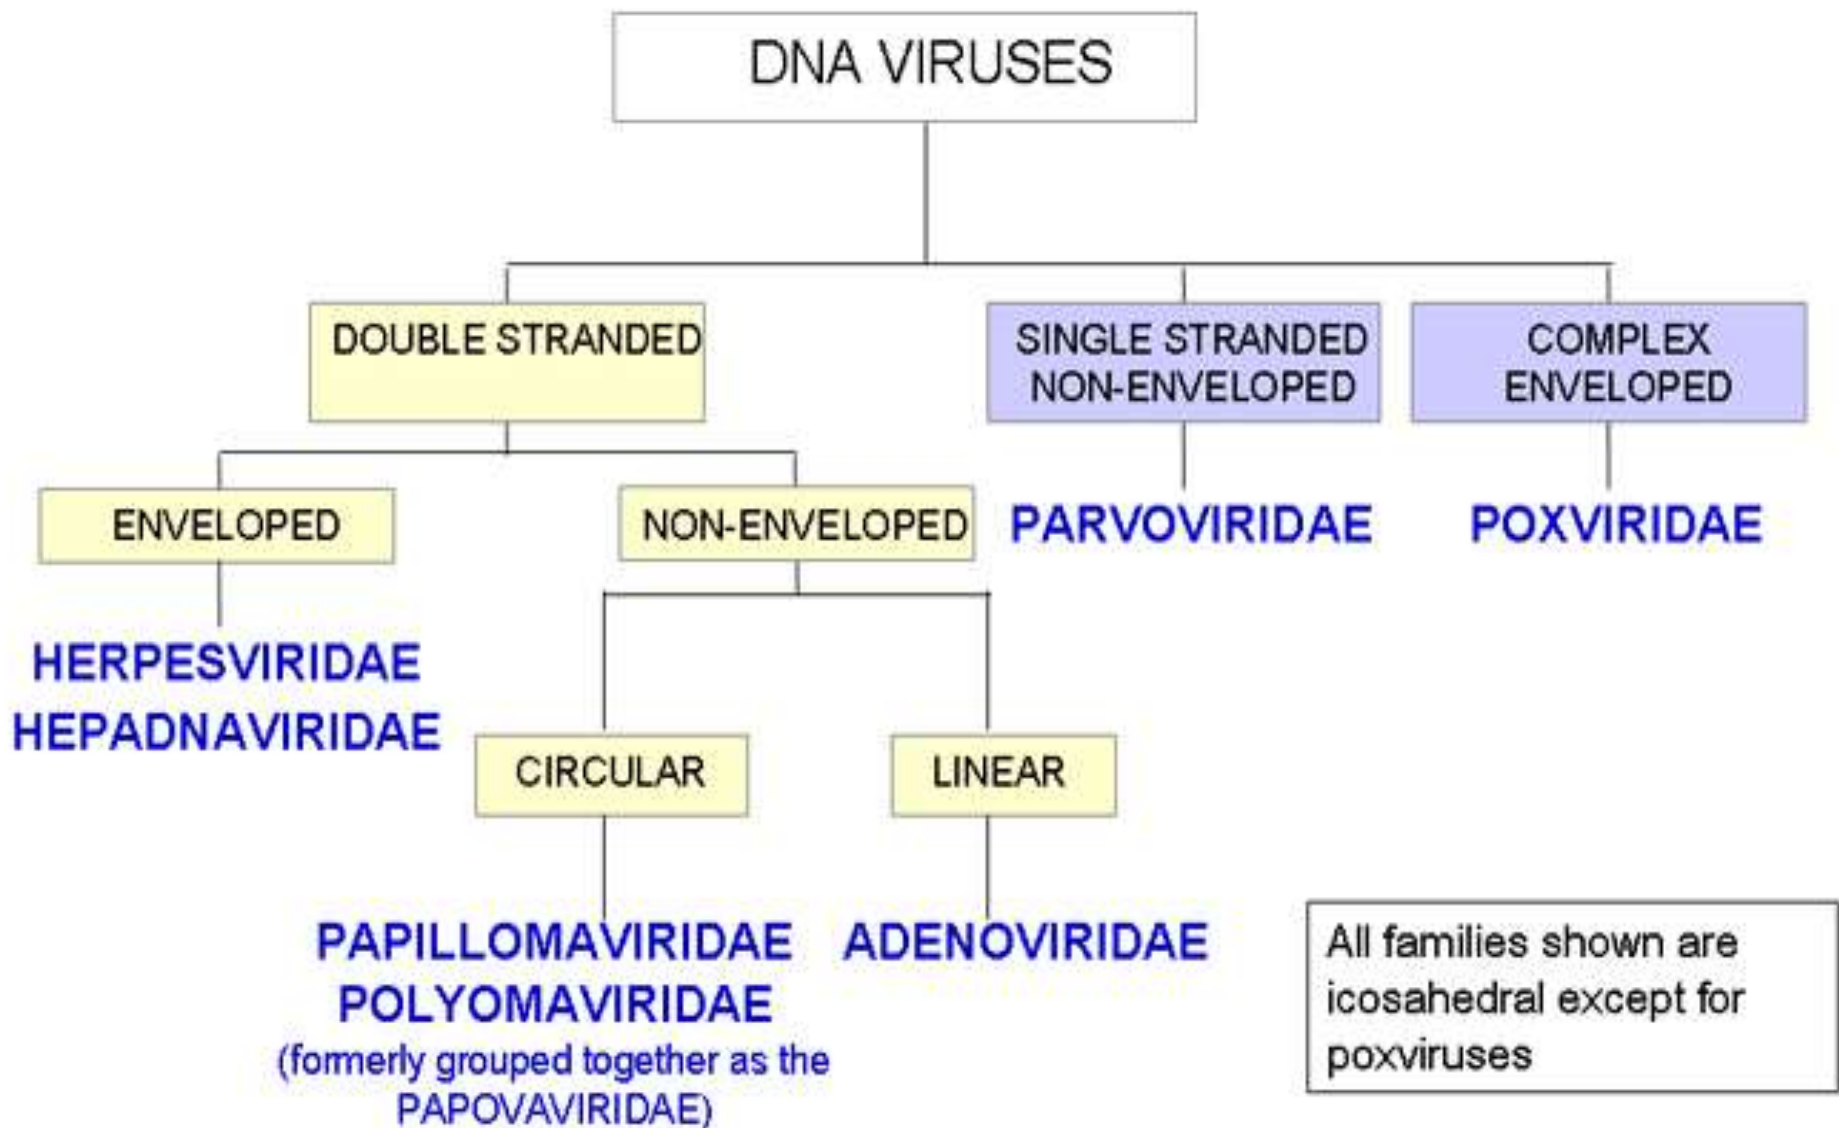 DNA VIRUSES
DOUBLE STRANDED
SINGLE STRANDED
NON-ENVELOPED
COMPLEX
ENVELOPED
ENVELOPED
NON-ENVELOPED
PARVOVIRIDAE
POXVIRIDAE
HERPESVIRIDAE
HEPADNAVIRIDAE
CIRCULAR
LINEAR
PAPILLOMAVIRIDAE
POLYOMAVIRIDAE
(formerly grouped together as the
PAPOVAVIRIDAE)
ADENOVIRIDAE
All families shown are
icosahedral except for
poxviruses